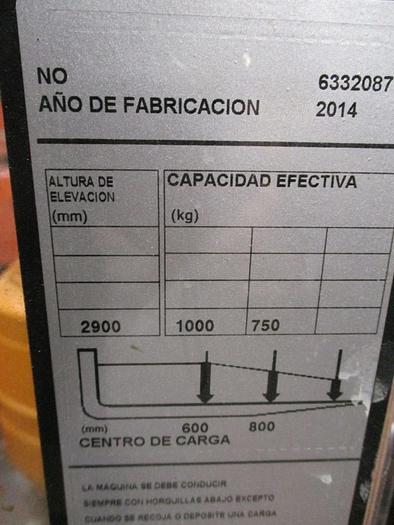 NO 6332087
AÑO DE FABRICACION 2014
ALTURA DE
ELEVACION
(mm)
CAPACIDAD EFECTIVA
(kg)
2900 1000 750
(mm) 600 800
CENTRO DE CARGA
LA MAQUINA SE DEBE CONDUCIR
SIEMPRE CON HORQUILLAS ABAJO EXCEPTO
CUANDO SE RECOJA O DEPOSITE UNA CARGA